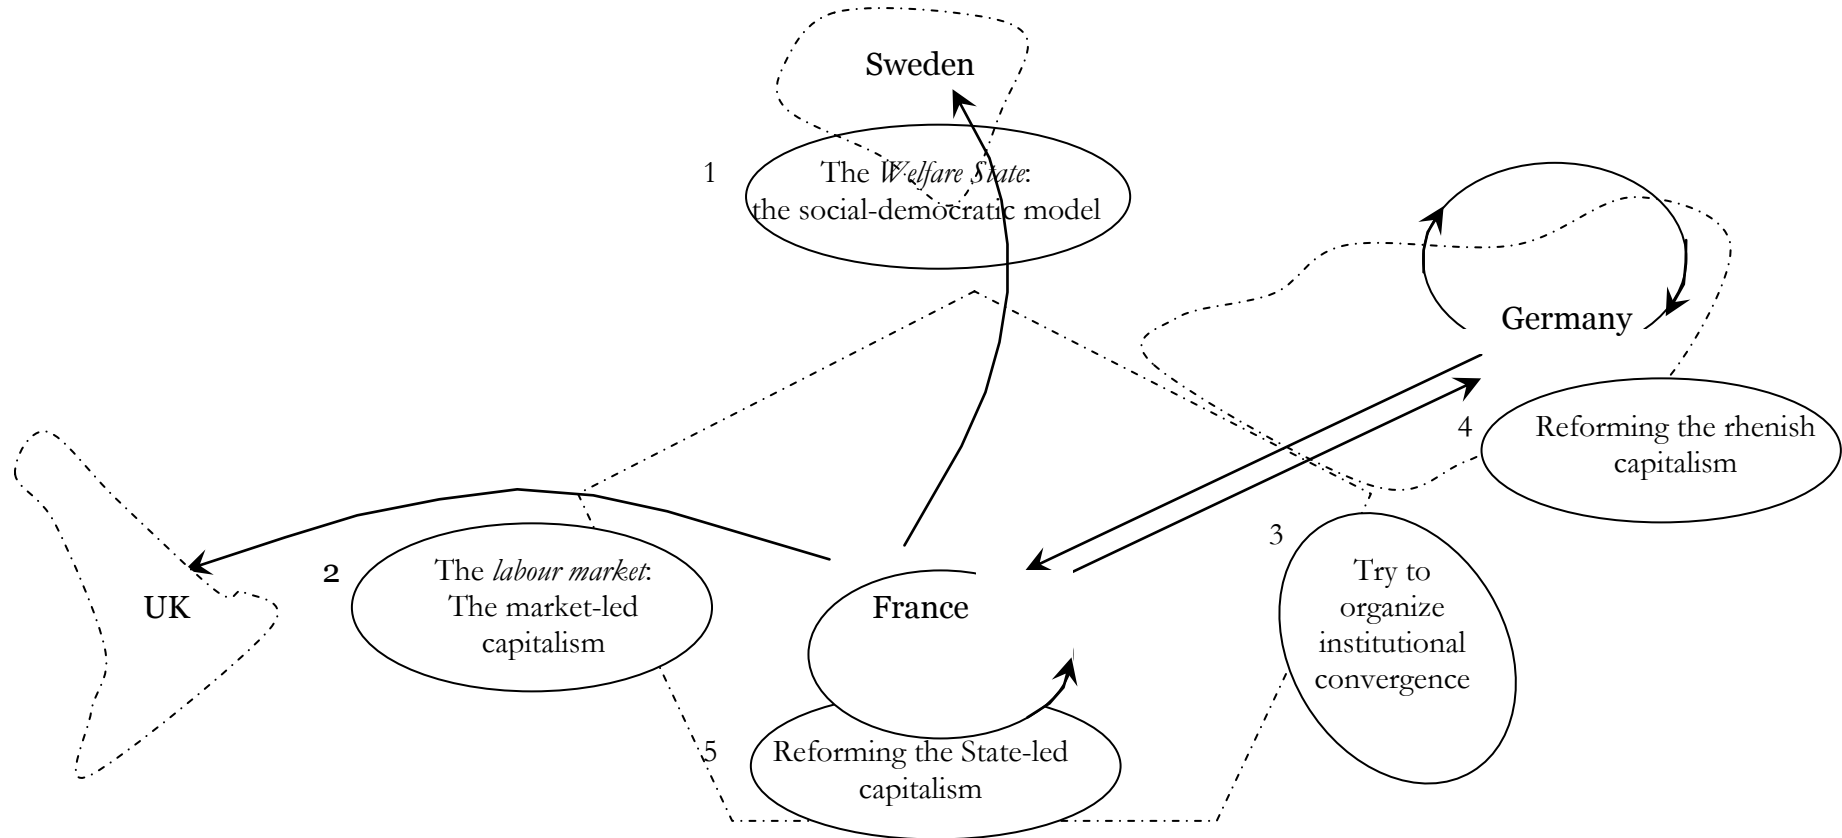 Sweden
1
The Welfare State:
the social-democratic model
Germany
4
Reforming the rhenish
capitalism
3
Try to
organize
institutional
convergence
2
The labour market:
The market-led
capitalism
UK
France
5
Reforming the State-led
capitalism